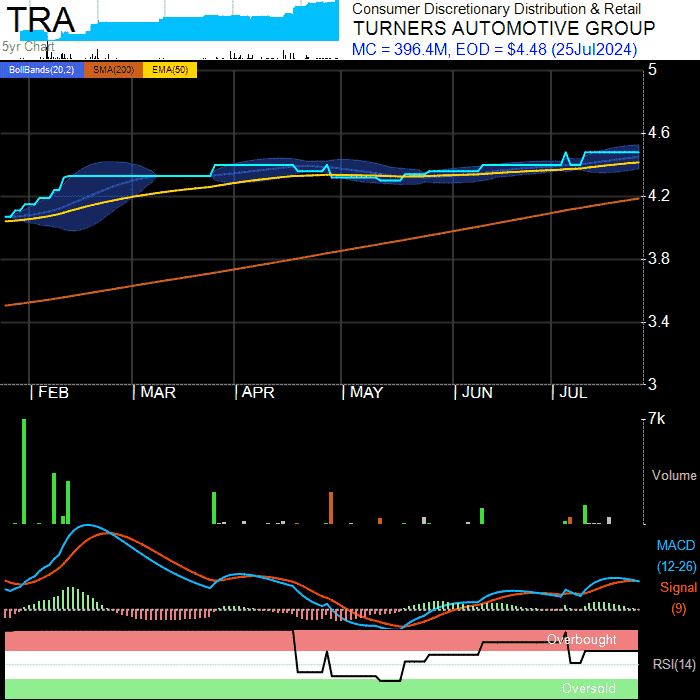 TRA
5yr Chart
Consumer Discretionary Distribution & Retail
TURNERS AUTOMOTIVE GROUP
MC = 396.4M, EOD = $4.48 (25Jul2024)
BollBands(20,2) SMA(200) EMA(50)
5
4.6
4.2
3.8
3.4
3
FEB MAR APR MAY JUN JUL
7k
Volume
MACD
(12-26)
Signal
(9)
Overbought
RSI(14)
Oversold